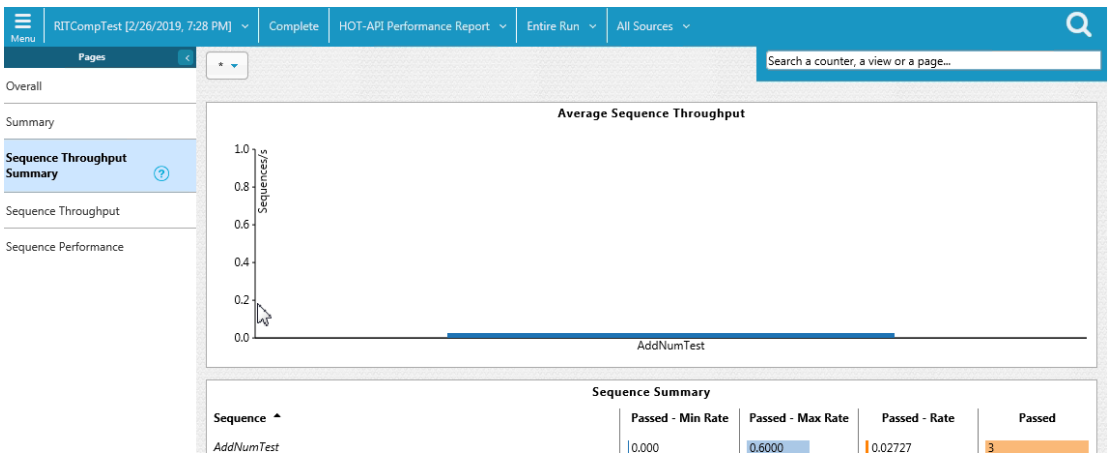 Menu
RITCompTest [2/26/2019, 7:28 PM]
Complete
HOT-API Performance Report
Entire Run
All Sources
Pages
Search a counter, a view or a page...
*
Overall
Summary
Sequence Throughput
Summary
?
Sequence Throughput
Sequence Performance
Average Sequence Throughput
Sequences/s
1.0
0.8
0.6
0.4
0.2
0.0
AddNumTest
Sequence Summary
Sequence Passed - Min Rate Passed - Max Rate Passed - Rate Passed
AddNumTest 0.000 0.6000 0.02727 3